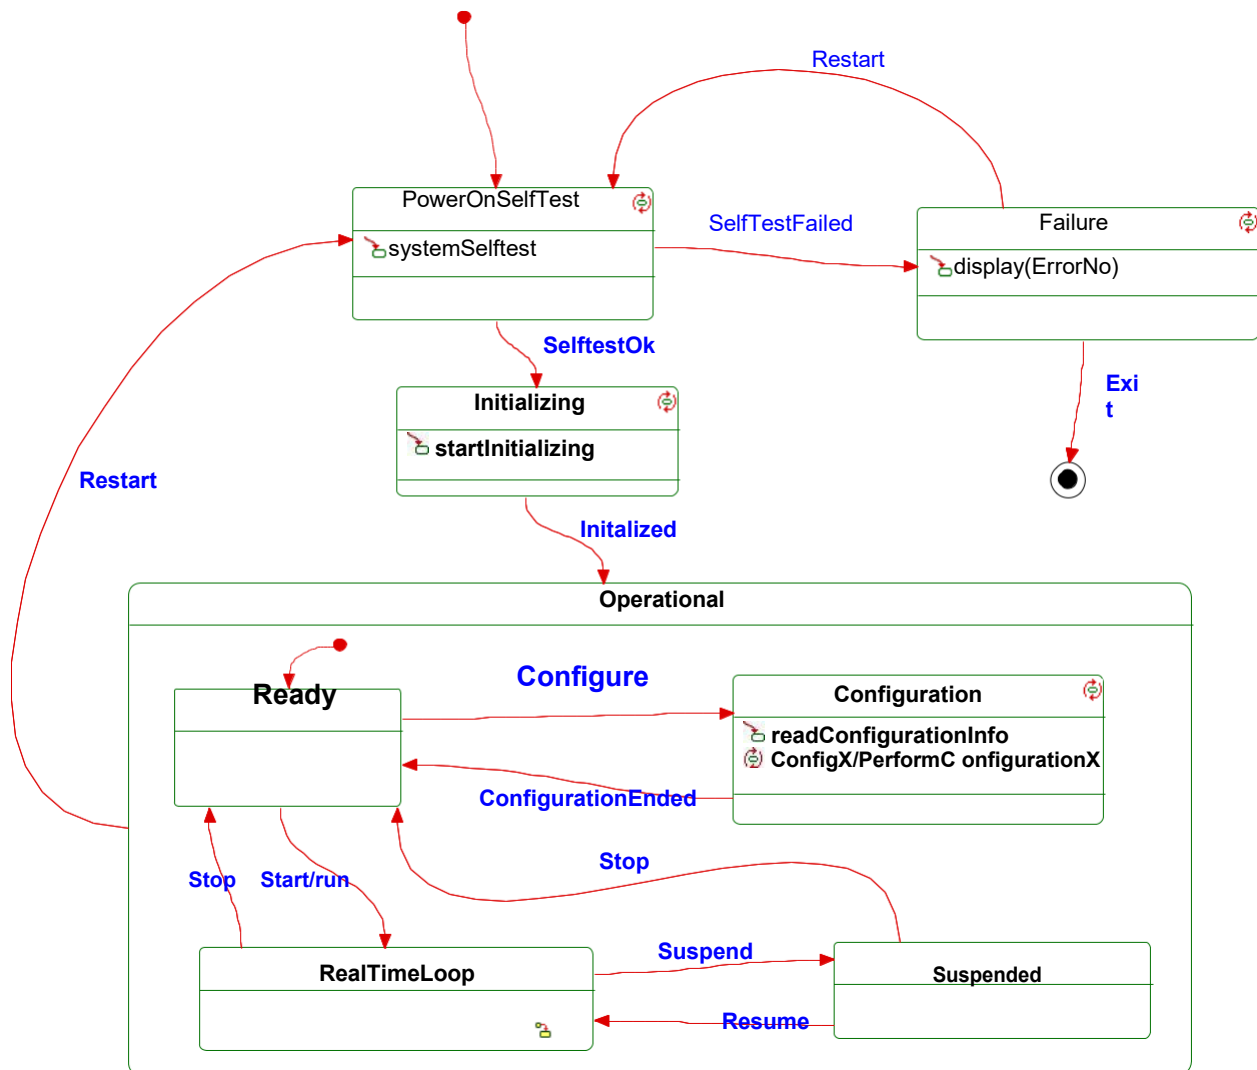 Restart
PowerOnSelfTest
systemSelftest
SelfTestFailed
Failure
display(ErrorNo)
SelftestOk
Exi
t
Initializing
startInitializing
Restart
Initalized
Operational
Ready
Configure
Configuration
readConfigurationInfo
ConfigX/PerformC onfigurationX
ConfigurationEnded
Stop
Start/run
Stop
RealTimeLoop
Suspend
Suspended
Resume